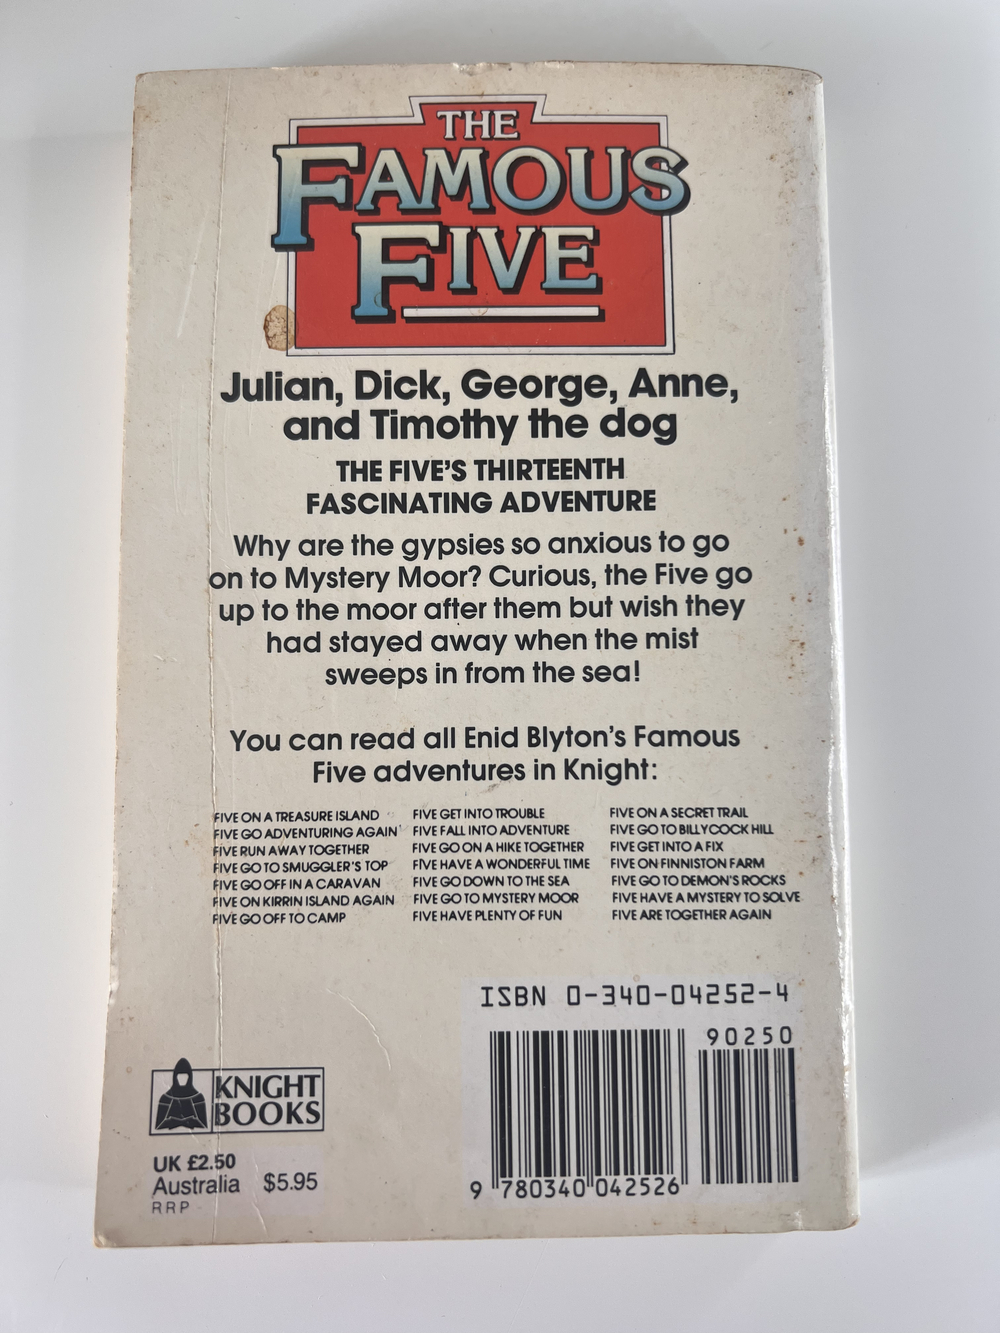 THE
FAMOUS
FIVE
Julian, Dick, George, Anne,
and Timothy the dog
THE FIVE'S THIRTEENTH
FASCINATING ADVENTURE
Why are the gypsies so anxious to go
on to Mystery Moor? Curious, the Five go
up to the moor after them but wish they
had stayed away when the mist
sweeps in from the sea!
You can read all Enid Blyton's Famous
Five adventures in Knight:
FIVE ON A TREASURE ISLAND
FIVE GO ADVENTURING AGAIN
FIVE RUN AWAY TOGETHER
FIVE GO TO SMUGGLER'S TOP
FIVE GO OFF IN A CARAVAN
FIVE ON KIRRIN ISLAND AGAIN
FIVE GO OFF TO CAMP
FIVE GET INTO TROUBLE
FIVE FALL INTO ADVENTURE
FIVE GO ON A HIKE TOGETHER
FIVE HAVE A WONDERFUL TIME
FIVE GO DOWN TO THE SEA
FIVE GO TO MYSTERY MOOR
FIVE HAVE PLENTY OF FUN
FIVE ON A SECRET TRAIL
FIVE GO TO BILLYCOCK HILL
FIVE GET INTO A FIX
FIVE ON FINNISTON FARM
FIVE GO TO DEMON'S ROCKS
FIVE HAVE A MYSTERY TO SOLVE
FIVE ARE TOGETHER AGAIN
ISBN 0-340-04252-4
90250
9 780340 042526
KNIGHT
BOOKS
UK £2.50
Australia $5.95
RRP